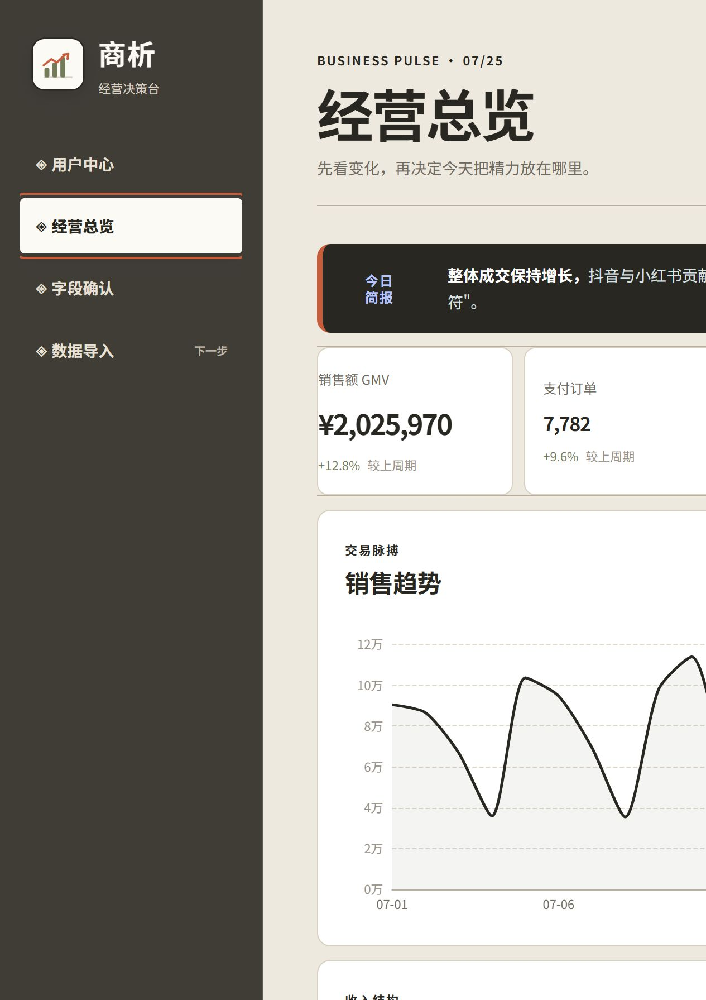 商析
经营决策台
用户中心
经营总览
字段确认
数据导入 下一步
BUSINESS PULSE · 07/25
经营总览
先看变化，再决定今天把精力放在哪里。
今日
简报
整体成交保持增长，抖音与小红书贡献
符"。
销售额 GMV
¥2,025,970
+12.8% 较上周期
支付订单
7,782
+9.6% 较上周期
交易脉搏
销售趋势
12万
10万
8万
6万
4万
2万
0万
07-01 07-06
收入结构